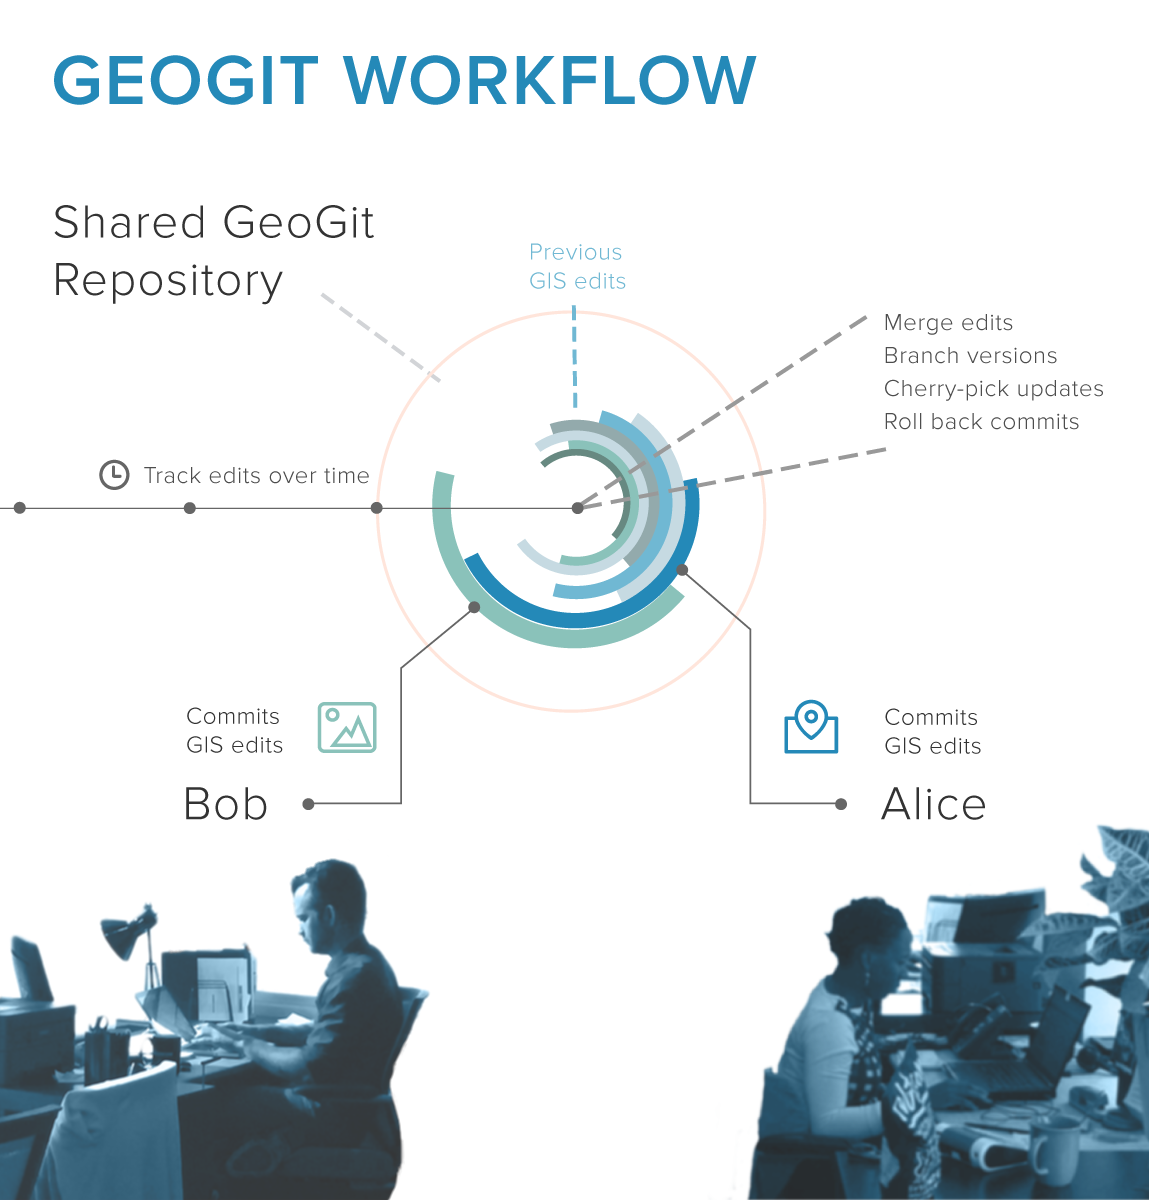 GEOGIT WORKFLOW
Shared GeoGit
Repository
Previous
GIS edits
Merge edits
Branch versions
Cherry-pick updates
Roll back commits
Track edits over time
Commits
GIS edits
Bob
Commits
GIS edits
Alice